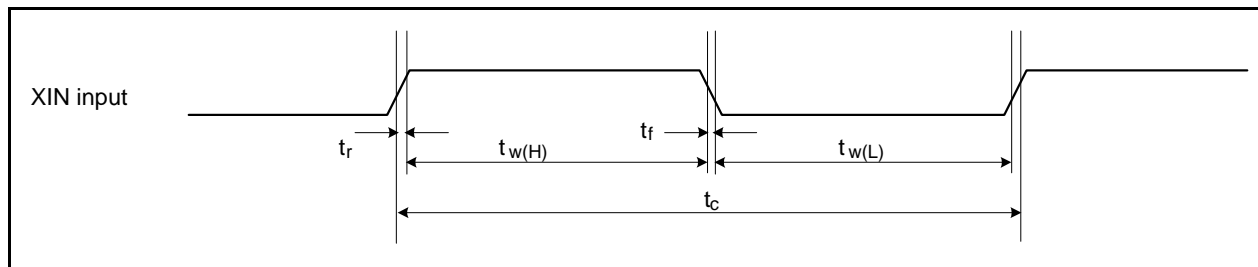 XIN input
tr
tw(H)
tf
tw(L)
tc